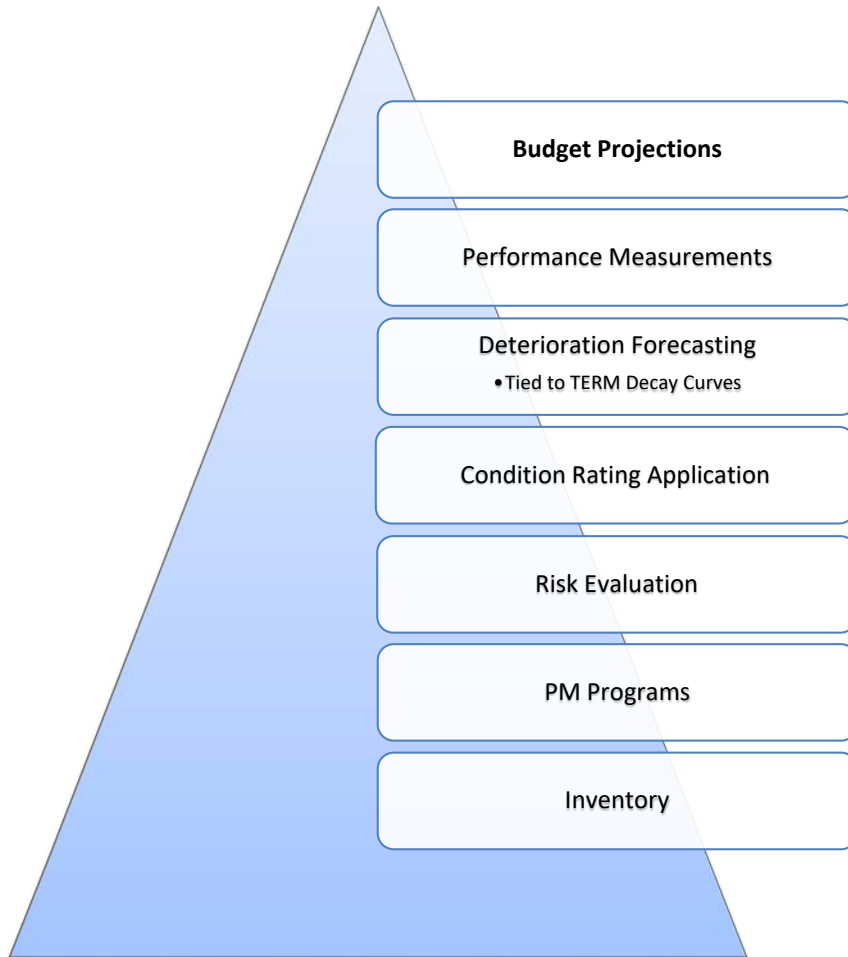 Budget Projections
Performance Measurements
Deterioration Forecasting
•Tied to TERM Decay Curves
Condition Rating Application
Risk Evaluation
PM Programs
Inventory